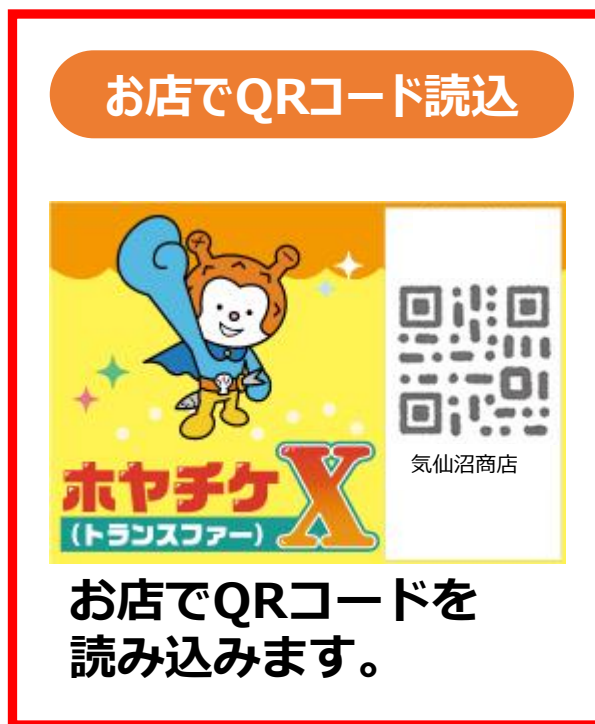 お店でQRコード読込
気仙沼商店
ホヤチケX
(トランスファー)
お店でQRコードを
読み込みます。